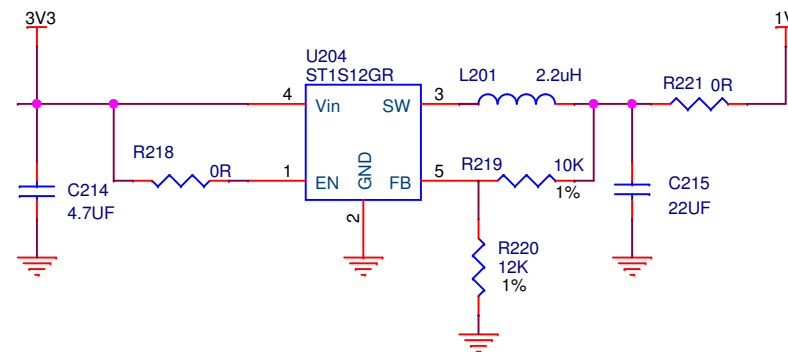 3V3
1V
U204
ST1S12GR
L201
2.2uH
R221
0R
4
Vin
SW
3
R218
0R
1
EN
GND
FB
5
R219
10K
1%
C214
4.7UF
2
C215
22UF
R220
12K
1%